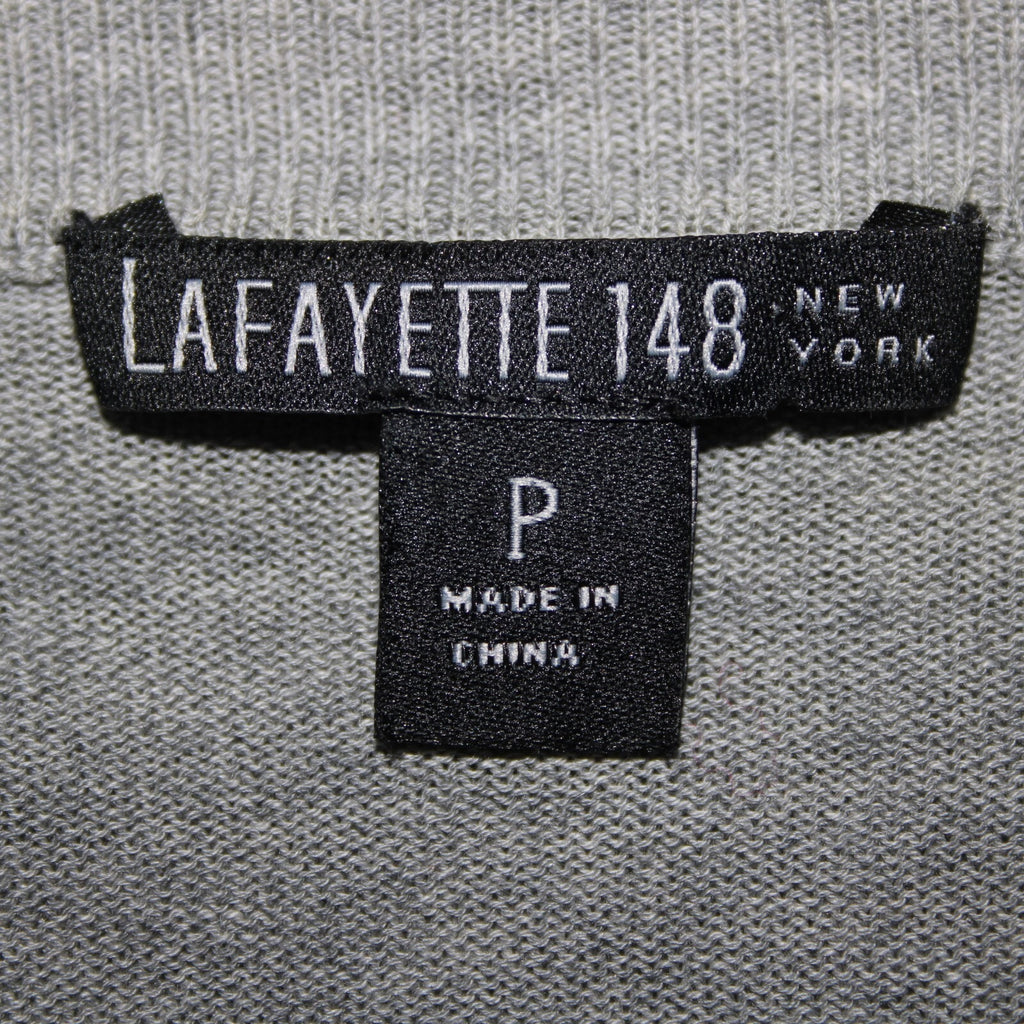 LAFAYETTE 148 NEW YORK
P
MADE IN
CHINA